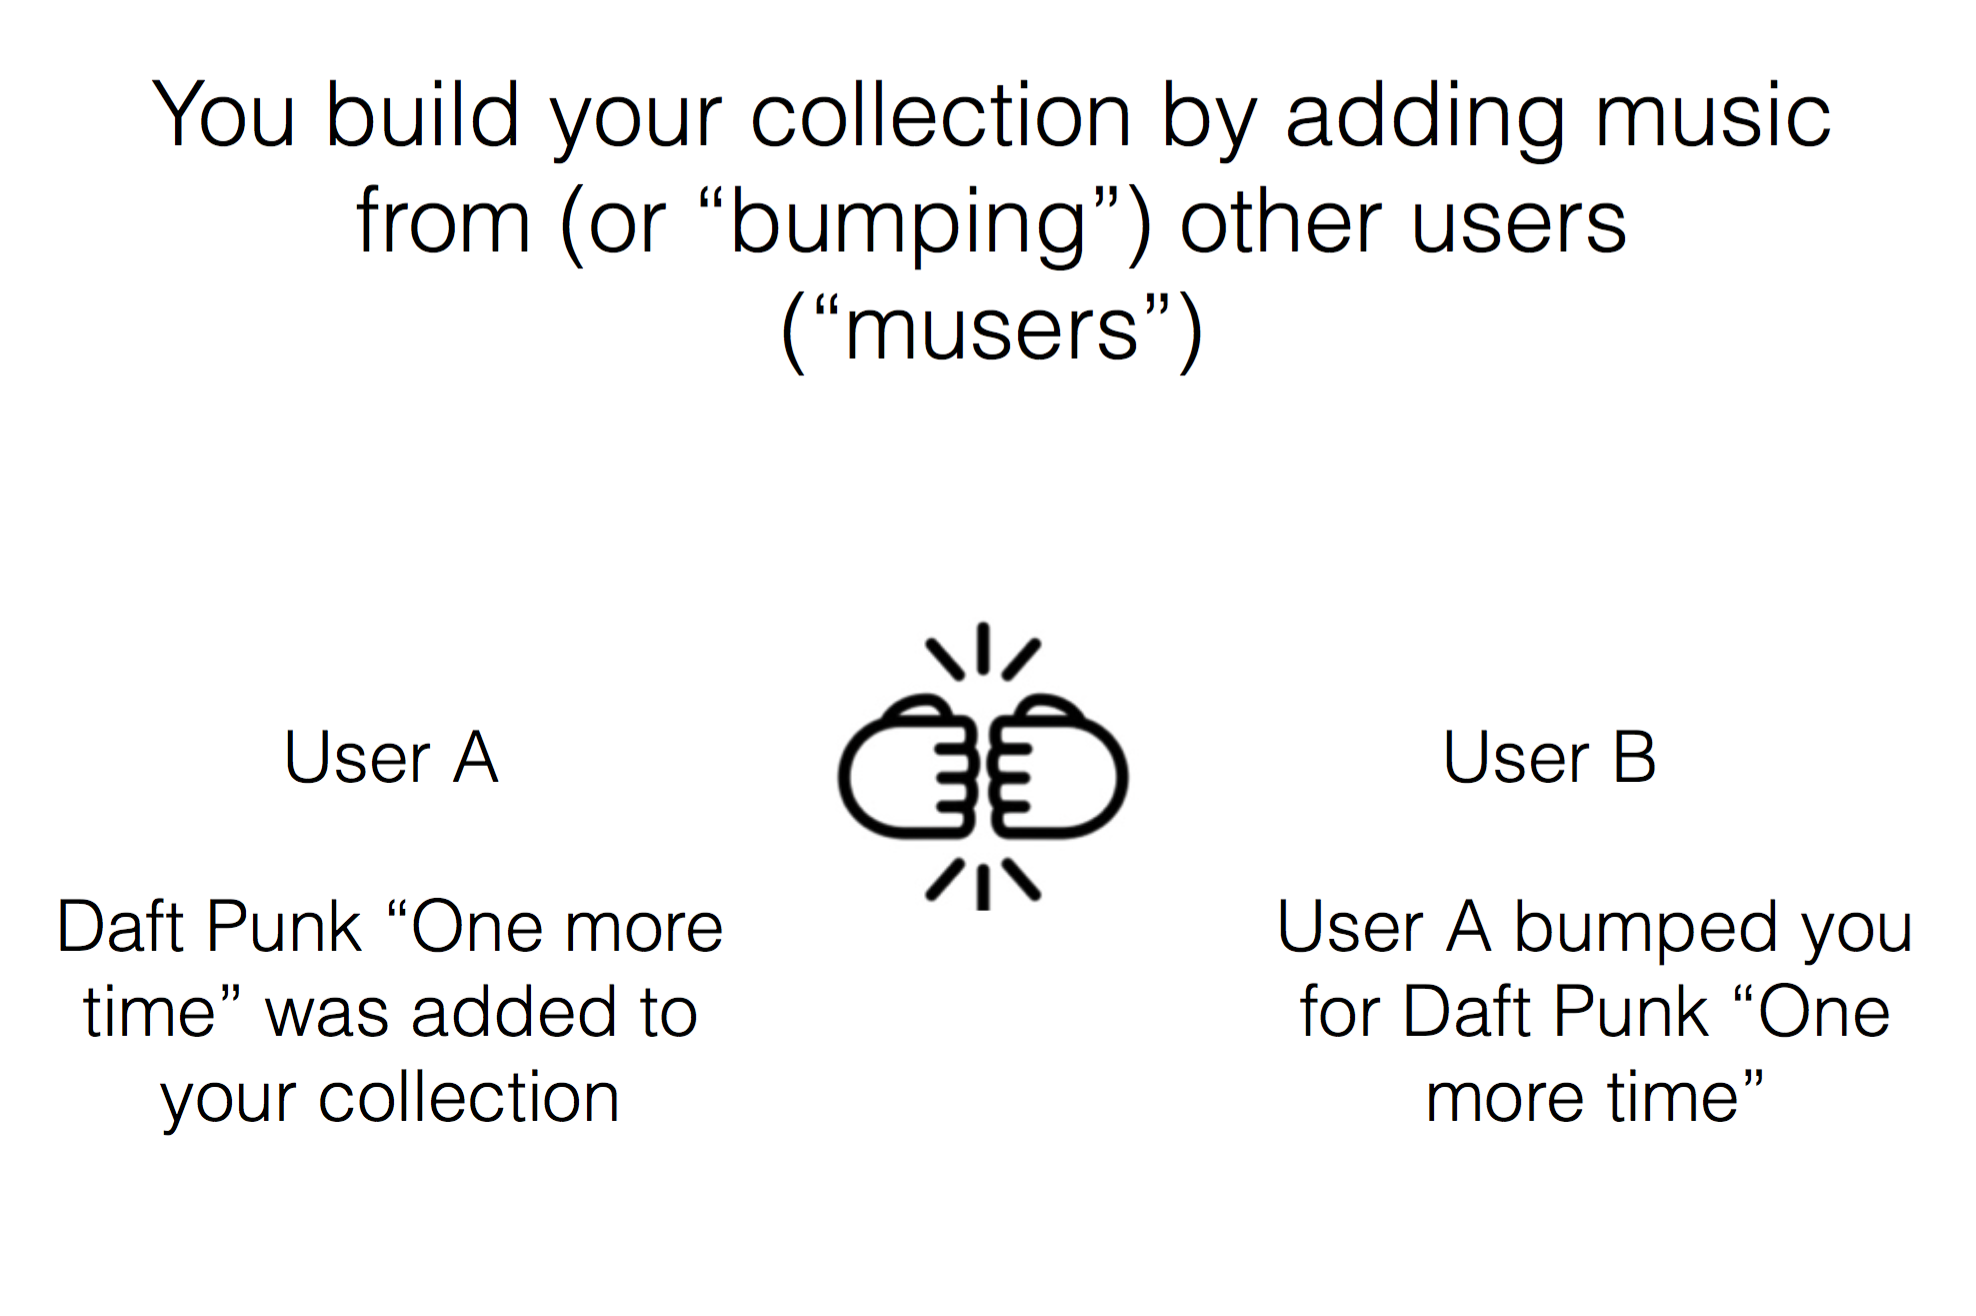 You build your collection by adding music
from (or “bumping”) other users
(“musers”)
User A
Daft Punk “One more
time” was added to
your collection
User B
User A bumped you
for Daft Punk “One
more time”